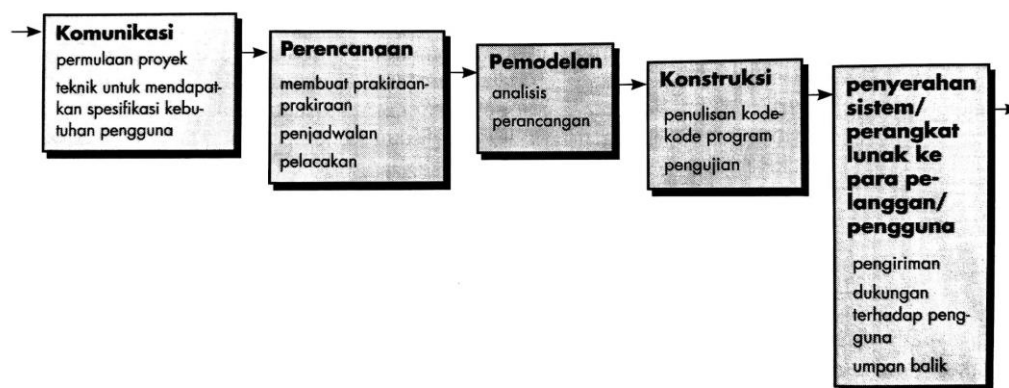 Komunikasi
permulaan proyek
teknik untuk mendapat-
kan spesifikasi kebu-
tuhan pengguna
Perencanaan
membuat prakiraan-
prakiraan
penjadwalan
pelacakan
Pemodelan
analisis
perancangan
Konstruksi
penulisan kode-
kode program
pengujian
penyerahan
sistem/
perangkat
lunak ke
para pe-
langgan/
pengguna
pengiriman
dukungan
terhadap peng-
guna
umpan balik